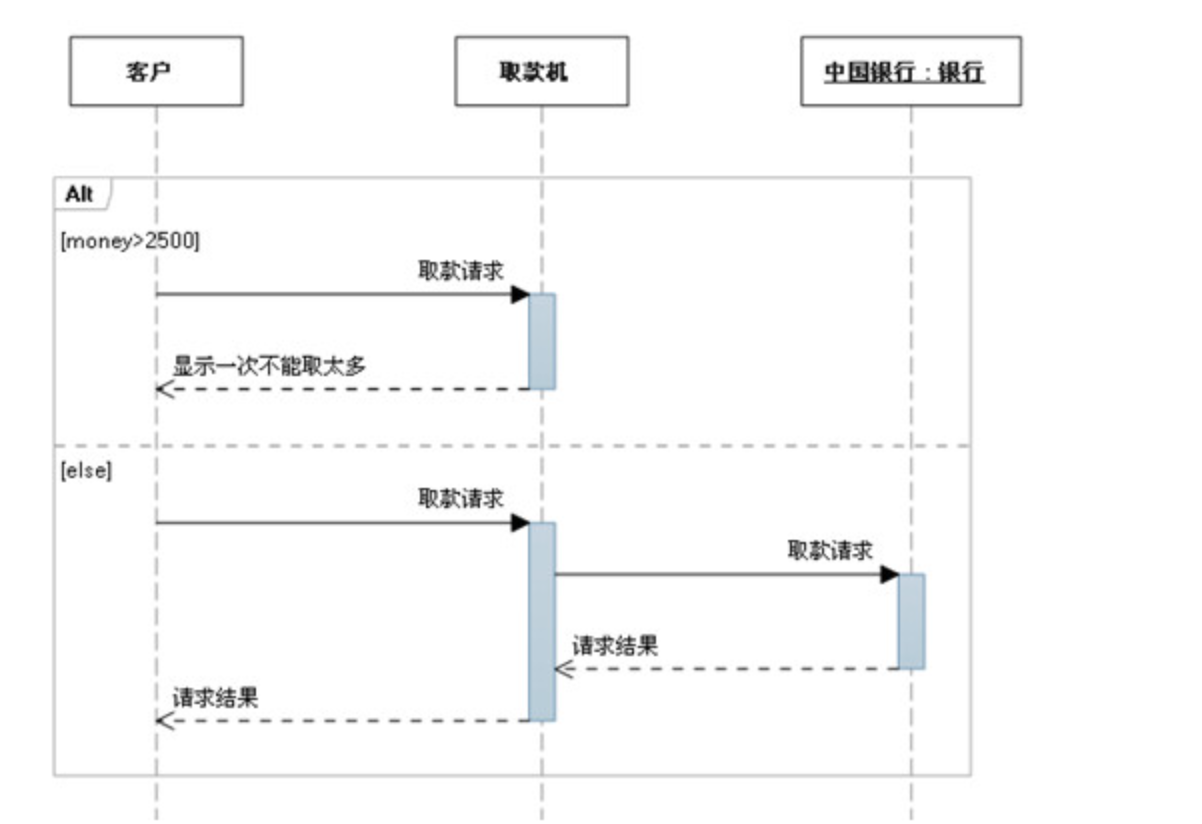 客户
取款机
中国银行：银行
Alt
[money>2500]
取款请求
显示一次不能取太多
[else]
取款请求
取款请求
请求结果
请求结果